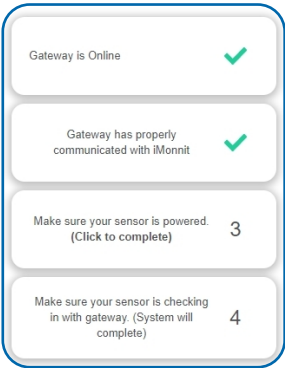 Gateway is Online
Gateway has properly
communicated with iMonnit
Make sure your sensor is powered.
(Click to complete)
3
Make sure your sensor is checking
in with gateway. (System will
complete)
4